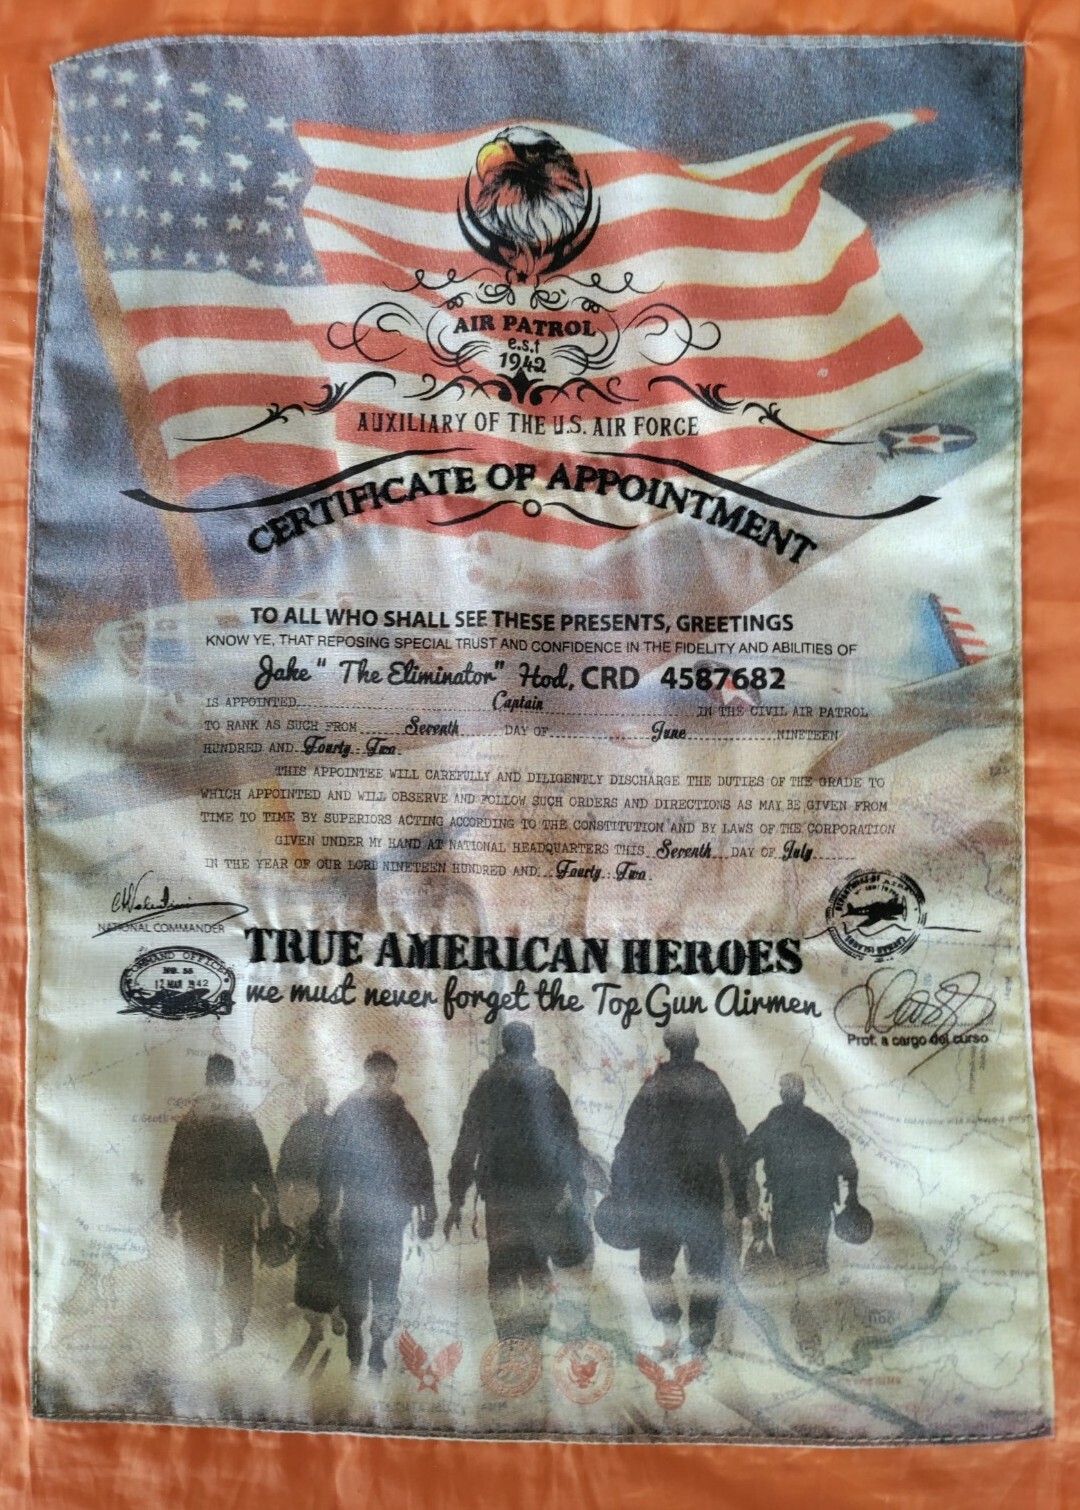 AIR PATROL
e.s.t
1942
AUXILIARY OF THE U.S. AIR FORCE
CERTIFICATE OF APPOINTMENT
TO ALL WHO SHALL SEE THESE PRESENTS, GREETINGS
KNOW YE, THAT REPOSING SPECIAL TRUST AND CONFIDENCE IN THE FIDELITY AND ABILITIES OF
Jake " The Eliminator" Hod, CRD 4587682
IS APPOINTED Captain IN THE CIVIL AIR PATROL
TO RANK AS SUCH FROM Seventh DAY OF June NINETEEN
HUNDRED AND Fourty Two.
THIS APPOINTEE WILL CAREFULLY AND DILIGENTLY DISCHARGE THE DUTIES OF THE GRADE TO
WHICH APPOINTED AND WILL OBSERVE AND FOLLOW SUCH ORDERS AND DIRECTIONS AS MAY BE GIVEN FROM
TIME TO TIME BY SUPERIORS ACTING ACCORDING TO THE CONSTITUTION AND BY LAWS OF THE CORPORATION
GIVEN UNDER MY HAND AT NATIONAL HEADQUARTERS THIS Seventh DAY OF July
IN THE YEAR OF OUR LORD NINETEEN HUNDRED AND Fourty Two.
NATIONAL COMMANDER
TRUE AMERICAN HEROES
we must never forget the Top Gun Airmen
Prof. a cargo del curso